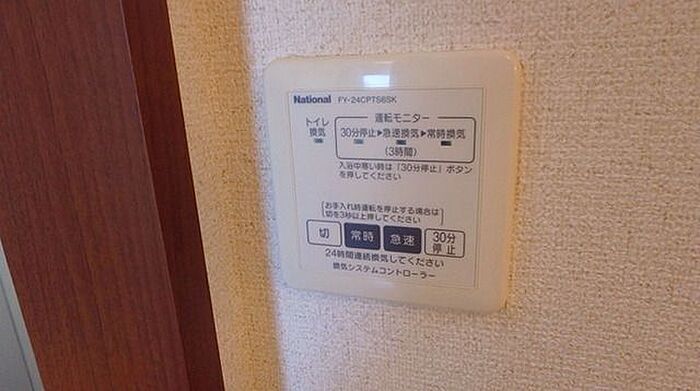 National FY-24CPTS6SK
トイレ
換気
運転モニター
30分停止▶急速換気▶常時換気
(3時間)
入浴中寒い時は「30分停止」ボタン
を押してください
お手入れ時運転を停止する場合は
切を3秒以上押してください
切 常時 急速 30分
停止
24時間連続換気してください
換気システムコントローラー